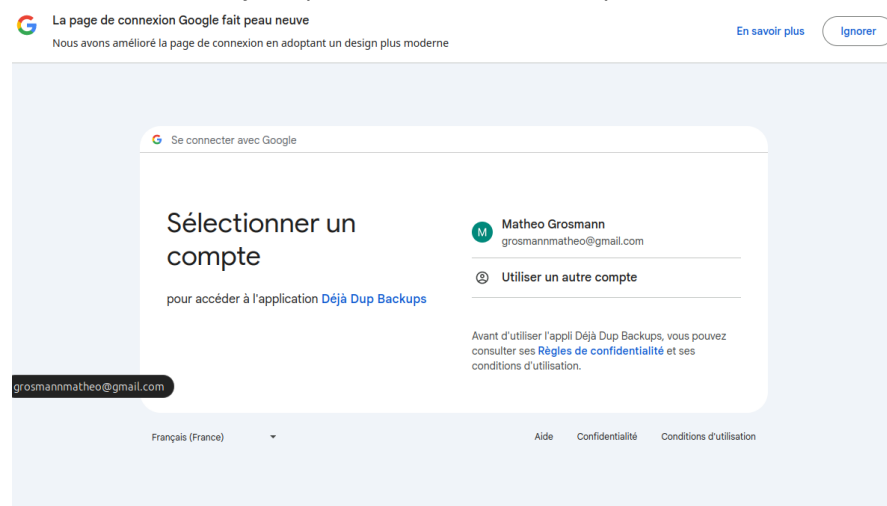 La page de connexion Google fait peau neuve
Nous avons amélioré la page de connexion en adoptant un design plus moderne
En savoir plus
Ignorer
Se connecter avec Google
Sélectionner un
compte
pour accéder à l'application Déjà Dup Backups
M
Matheo Grosmann
grosmannmatheo@gmail.com
Utiliser un autre compte
Avant d'utiliser l'appli Déjà Dup Backups, vous pouvez
consulter ses Règles de confidentialité et ses
conditions d'utilisation.
grosmannmatheo@gmail.com
Français (France)
Aide
Confidentialité
Conditions d'utilisation